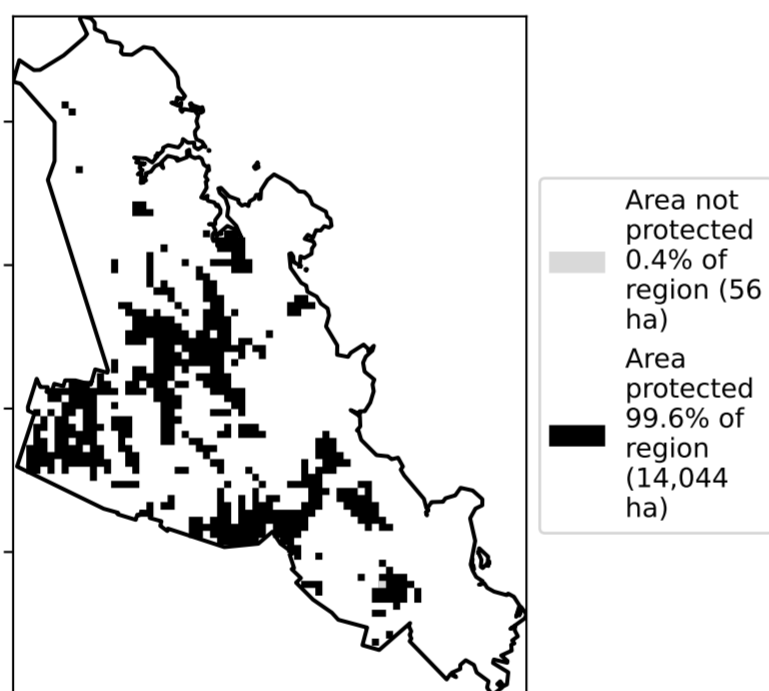 Area not
protected
0.4% of
region (56
ha)
Area
protected
99.6% of
region
(14,044
ha)